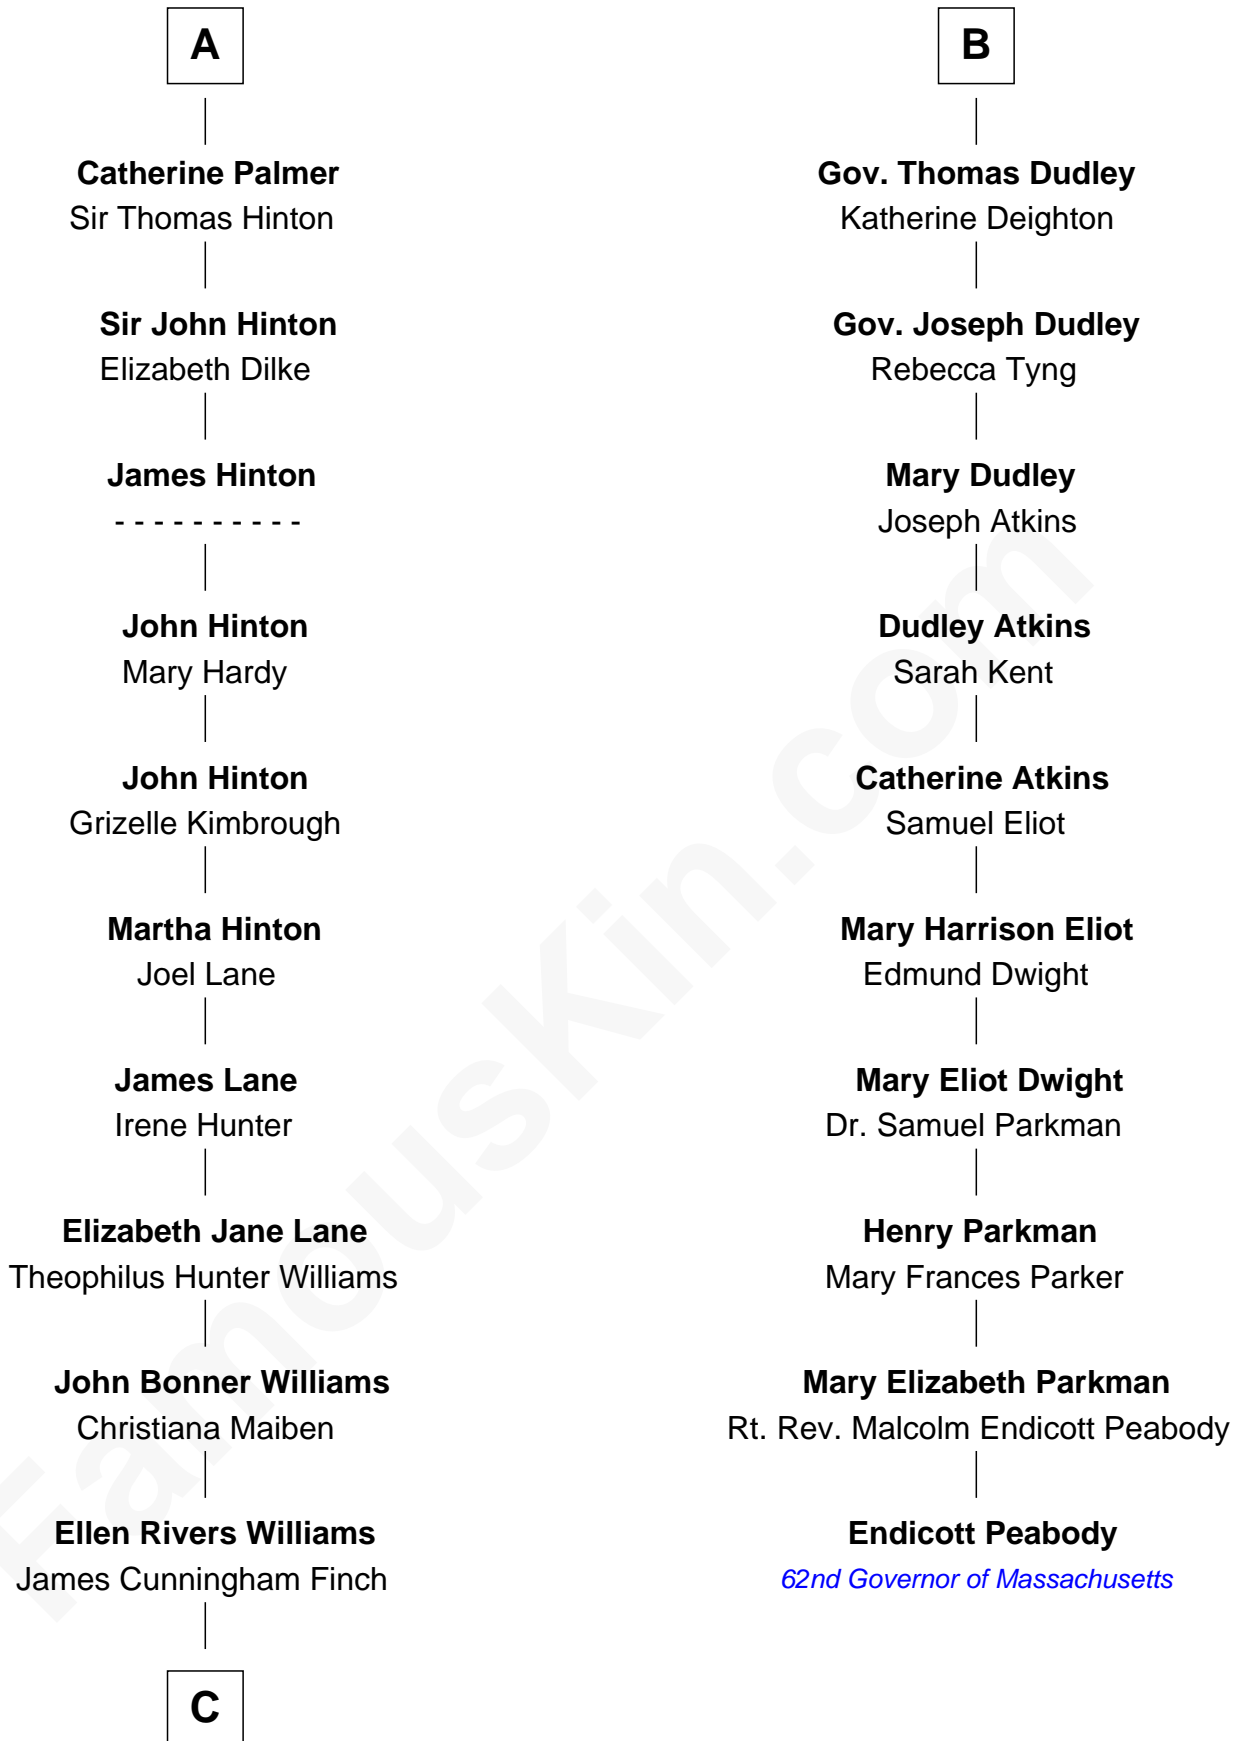 A
Catherine Palmer
Sir Thomas Hinton
Sir John Hinton
Elizabeth Dilke
James Hinton
- - - - - - - - - -
John Hinton
Mary Hardy
John Hinton
Grizelle Kimbrough
Martha Hinton
Joel Lane
James Lane
Irene Hunter
Elizabeth Jane Lane
Theophilus Hunter Williams
John Bonner Williams
Christiana Maiben
Ellen Rivers Williams
James Cunningham Finch
C
B
Gov. Thomas Dudley
Katherine Deighton
Gov. Joseph Dudley
Rebecca Tyng
Mary Dudley
Joseph Atkins
Dudley Atkins
Sarah Kent
Catherine Atkins
Samuel Eliot
Mary Harrison Eliot
Edmund Dwight
Mary Eliot Dwight
Dr. Samuel Parkman
Henry Parkman
Mary Frances Parker
Mary Elizabeth Parkman
Rt. Rev. Malcolm Endicott Peabody
Endicott Peabody
62nd Governor of Massachusetts
FamousKin.com